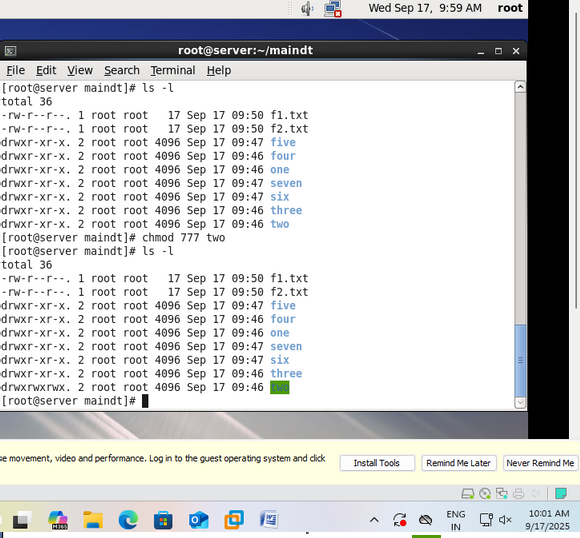 Wed Sep 17, 9:59 AM root
root@server:~/maindt
File Edit View Search Terminal Help
[root@server maindt]# ls -l
total 36
-rw-r--r--. 1 root root 17 Sep 17 09:50 f1.txt
-rw-r--r--. 1 root root 17 Sep 17 09:50 f2.txt
drwxr-xr-x. 2 root root 4096 Sep 17 09:47 five
drwxr-xr-x. 2 root root 4096 Sep 17 09:46 four
drwxr-xr-x. 2 root root 4096 Sep 17 09:46 one
drwxr-xr-x. 2 root root 4096 Sep 17 09:47 seven
drwxr-xr-x. 2 root root 4096 Sep 17 09:47 six
drwxr-xr-x. 2 root root 4096 Sep 17 09:46 three
drwxr-xr-x. 2 root root 4096 Sep 17 09:46 two
[root@server maindt]# chmod 777 two
[root@server maindt]# ls -l
total 36
-rw-r--r--. 1 root root 17 Sep 17 09:50 f1.txt
-rw-r--r--. 1 root root 17 Sep 17 09:50 f2.txt
drwxr-xr-x. 2 root root 4096 Sep 17 09:47 five
drwxr-xr-x. 2 root root 4096 Sep 17 09:46 four
drwxr-xr-x. 2 root root 4096 Sep 17 09:46 one
drwxr-xr-x. 2 root root 4096 Sep 17 09:47 seven
drwxr-xr-x. 2 root root 4096 Sep 17 09:47 six
drwxr-xr-x. 2 root root 4096 Sep 17 09:46 three
drwxrwxrwx. 2 root root 4096 Sep 17 09:46 two
[root@server maindt]#
se movement, video and performance. Log in to the guest operating system and click
Install Tools Remind Me Later Never Remind Me
M365
ENG
IN
10:01 AM
9/17/2025